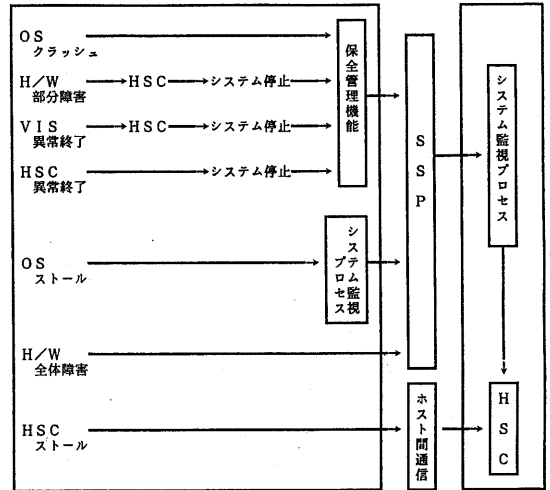 OS
クラッシュ
H/W
部分障害
HSC
システム停止
VIS
異常終了
HSC
システム停止
HSC
異常終了
システム停止
保全管理機能
OS
ストール
システム監視
プロセス
H/W
全体障害
HSC
ストール
SSP
ホスト間通信
システム監視プロセス
HSC